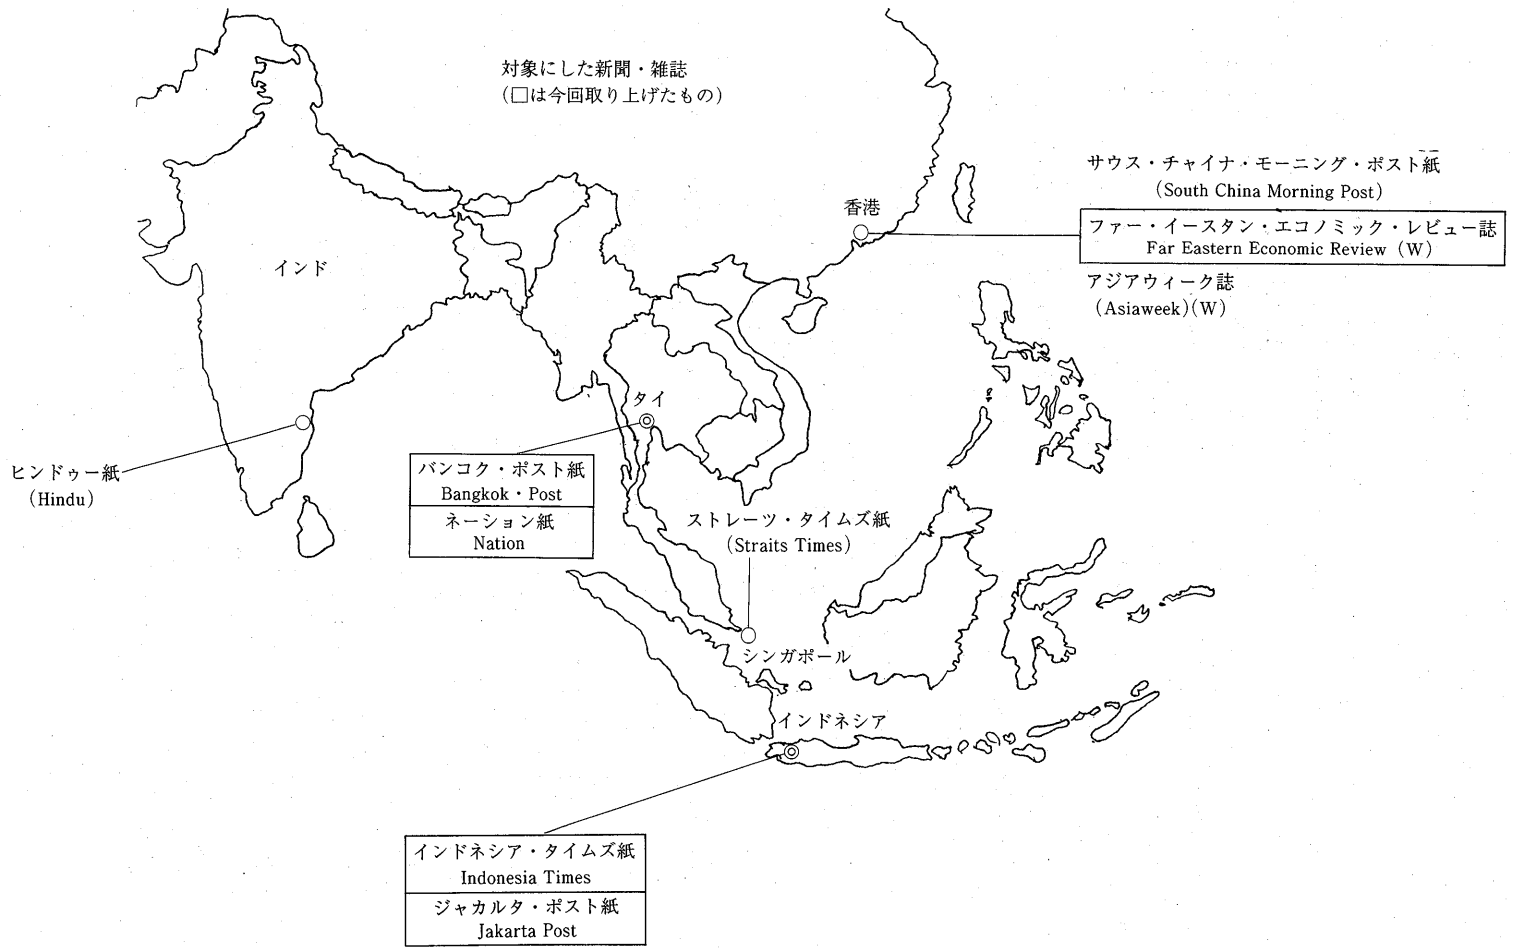 対象にした新聞・雑誌
(□は今回取り上げたもの)
サウス・チャイナ・モーニング・ポスト紙
(South China Morning Post)
香港
ファー・イースタン・エコノミック・レビュー誌
Far Eastern Economic Review (W)
アジアウィーク誌
(Asiaweek)(W)
インド
タイ
ヒンドゥー紙
(Hindu)
バンコク・ポスト紙
Bangkok・Post
ネーション紙
Nation
ストレーツ・タイムズ紙
(Straits Times)
シンガポール
インドネシア
インドネシア・タイムズ紙
Indonesia Times
ジャカルタ・ポスト紙
Jakarta Post